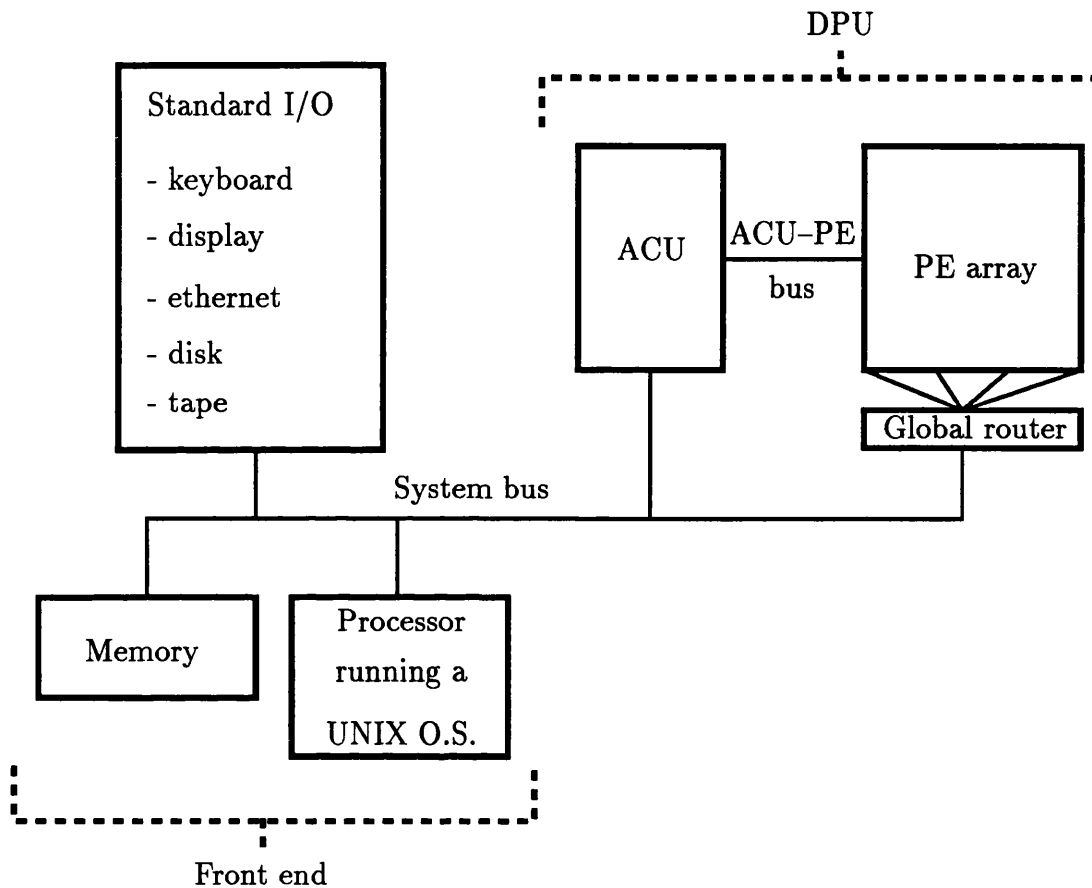 DPU
Standard I/O
- keyboard
- display
- ethernet
- disk
- tape
ACU
ACU–PE
bus
PE array
Global router
System bus
Memory
Processor
running a
UNIX O.S.
Front end